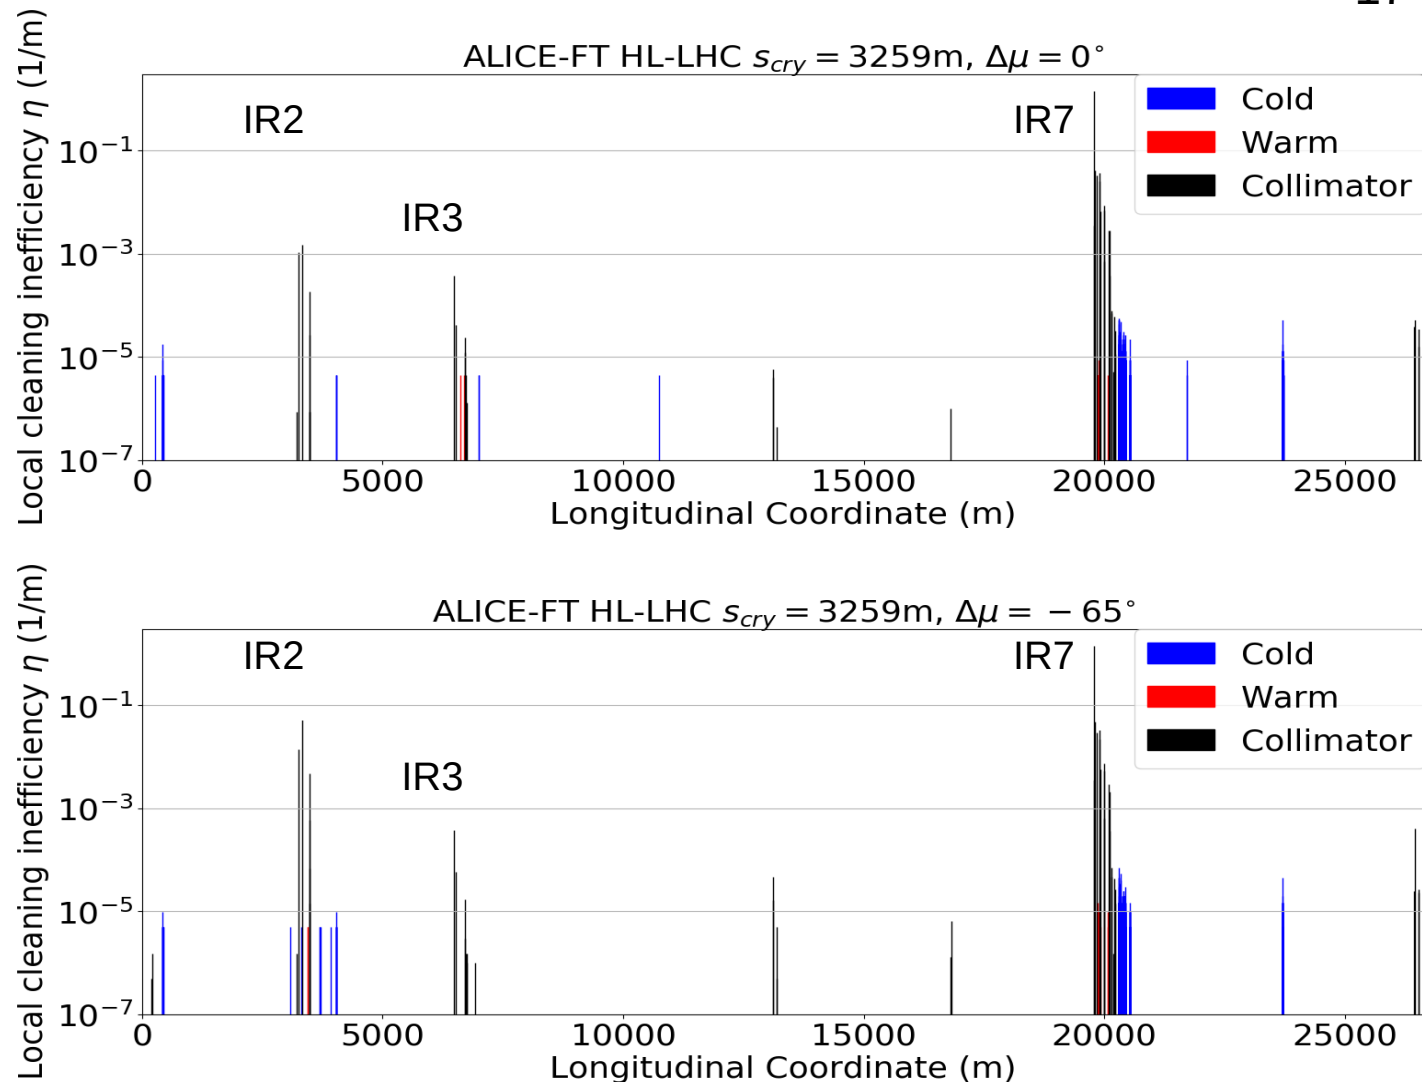 ALICE-FT HL-LHC s_cry = 3259m, Δμ = 0°
Local cleaning inefficiency η (1/m)
IR2
IR3
IR7
Cold
Warm
Collimator
10⁻¹
10⁻³
10⁻⁵
10⁻⁷
0 5000 10000 15000 20000 25000
Longitudinal Coordinate (m)
ALICE-FT HL-LHC s_cry = 3259m, Δμ = − 65°
Local cleaning inefficiency η (1/m)
IR2
IR3
IR7
Cold
Warm
Collimator
10⁻¹
10⁻³
10⁻⁵
10⁻⁷
0 5000 10000 15000 20000 25000
Longitudinal Coordinate (m)